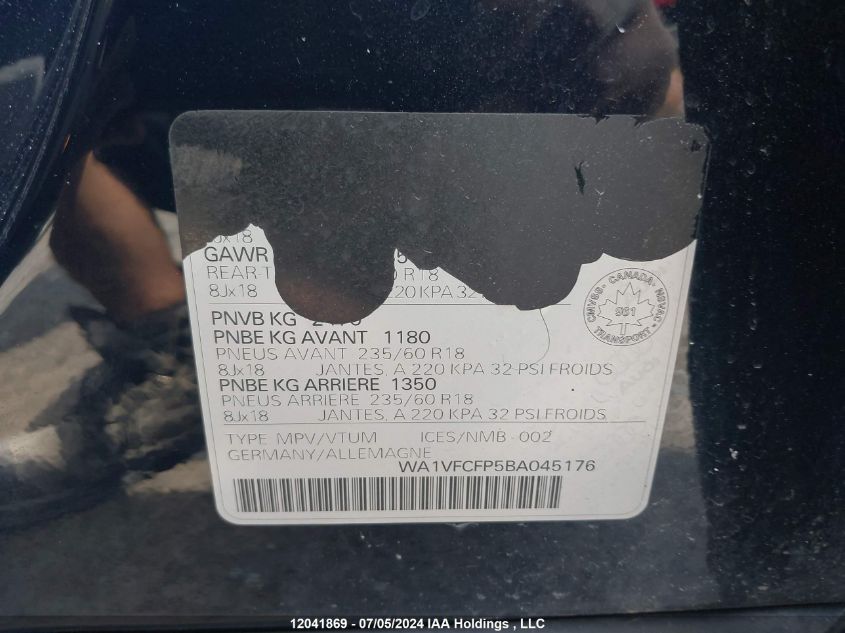 8Jx18
GAWR
REAR R18
8Jx18 220 KPA 32
PNVB KG
PNBE KG AVANT 1180
PNEUS AVANT 235/60 R18
8Jx18 JANTES, A 220 KPA 32 PSI FROIDS
PNBE KG ARRIERE 1350
PNEUS ARRIERE 235/60 R18
8Jx18 JANTES, A 220 KPA 32 PSI FROIDS
TYPE MPV/VTUM ICES/NMB - 002
GERMANY/ALLEMAGNE
WA1VFCFP5BA045176
CMVSS - CANADA - NSVAC
961
TRANSPORT
12041869 - 07/05/2024 IAA Holdings , LLC